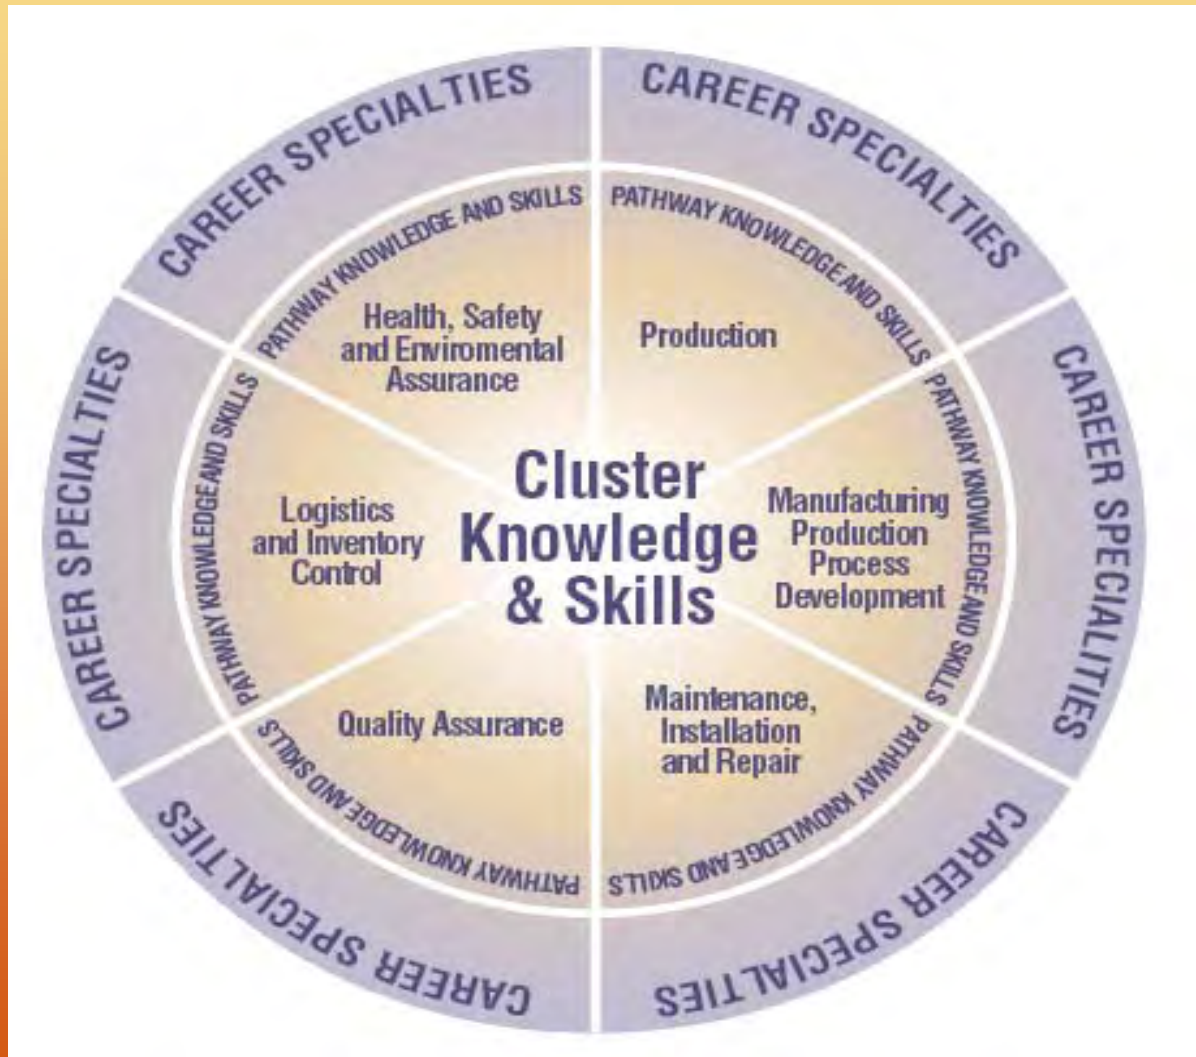 CAREER SPECIALTIES
CAREER SPECIALTIES
PATHWAY KNOWLEDGE AND SKILLS
PATHWAY KNOWLEDGE AND SKILLS
Health, Safety
and Enviromental
Assurance
Production
CAREER SPECIALTIES
PATHWAY KNOWLEDGE AND SKILLS
Logistics
and Inventory
Control
Cluster
Knowledge
& Skills
Manufacturing
Production
Process
Development
PATHWAY KNOWLEDGE AND SKILLS
CAREER SPECIALITIES
Quality Assurance
Maintenance,
Installation
and Repair
PATHWAY KNOWLEDGE AND SKILLS
PATHWAY KNOWLEDGE AND SKILLS
CAREER SPECIALTIES
CAREER SPECIALTIES